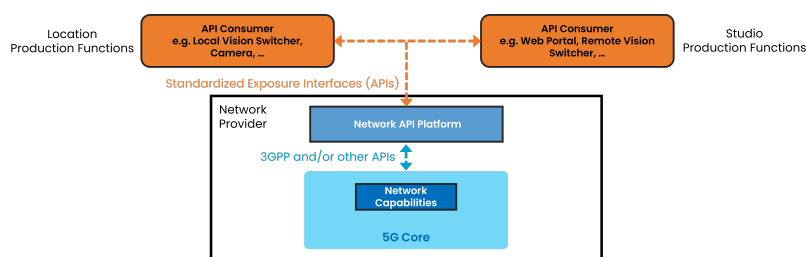 Location
Production Functions
API Consumer
e.g. Local Vision Switcher,
Camera, ...
API Consumer
e.g. Web Portal, Remote Vision
Switcher, ...
Studio
Production Functions
Standardized Exposure Interfaces (APIs)
Network
Provider
Network API Platform
3GPP and/or other APIs
Network
Capabilities
5G Core